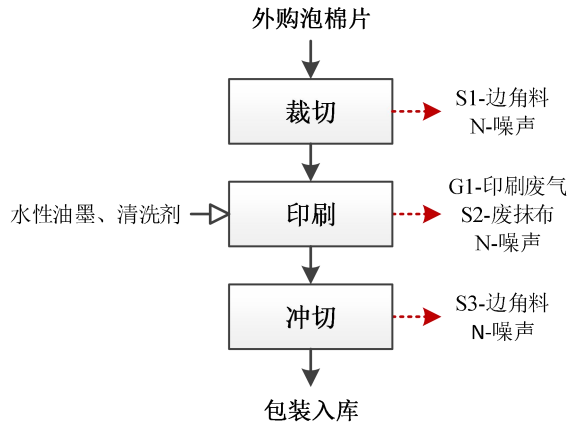 外购泡棉片
裁切
S1-边角料
N-噪声
水性油墨、清洗剂
印刷
G1-印刷废气
S2-废抹布
N-噪声
冲切
S3-边角料
N-噪声
包装入库